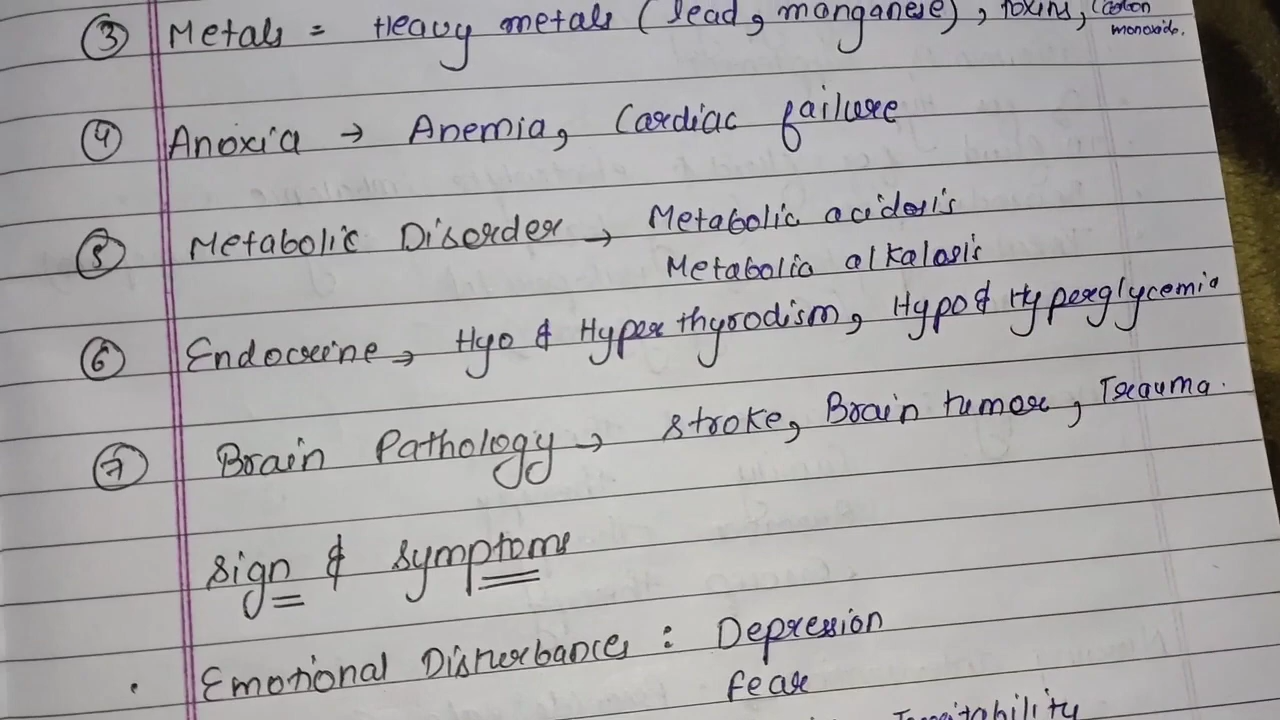 ③ Metals = Heavy metals (lead, manganese), toxins, Carbon monoxide.
④ Anoxia → Anemia, Cardiac failure
⑤ Metabolic Disorder → Metabolic acidosis
Metabolic alkalosis
⑥ Endocrine → Hyo & Hyper thyrodism, Hypo & Hyperglycemia
⑦ Brain Pathology → stroke, Brain tumor, Trauma.
sign & symptoms
• Emotional Disturbances : Depression
fear
Irritability